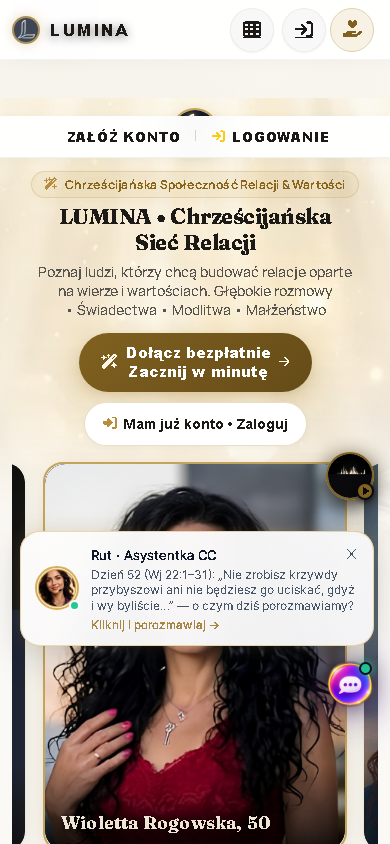 LUMINA
ZAŁÓŻ KONTO
LOGOWANIE
Chrześcijańska Społeczność Relacji & Wartości
LUMINA • Chrześcijańska
Sieć Relacji
Poznaj ludzi, którzy chcą budować relacje oparte
na wierze i wartościach. Głębokie rozmowy
• Świadectwa • Modlitwa • Małżeństwo
Dołącz bezpłatnie
Zacznij w minutę →
Mam już konto • Zaloguj
Rut · Asystentka CC
Dzień 52 (Wj 22:1–31): „Nie zrobisz krzywdy
przybyszowi ani nie będziesz go uciskać, gdyż
i wy byliście…” — o czym dziś porozmawiamy?
Kliknij i porozmawiaj →
Wioletta Rogowska, 50